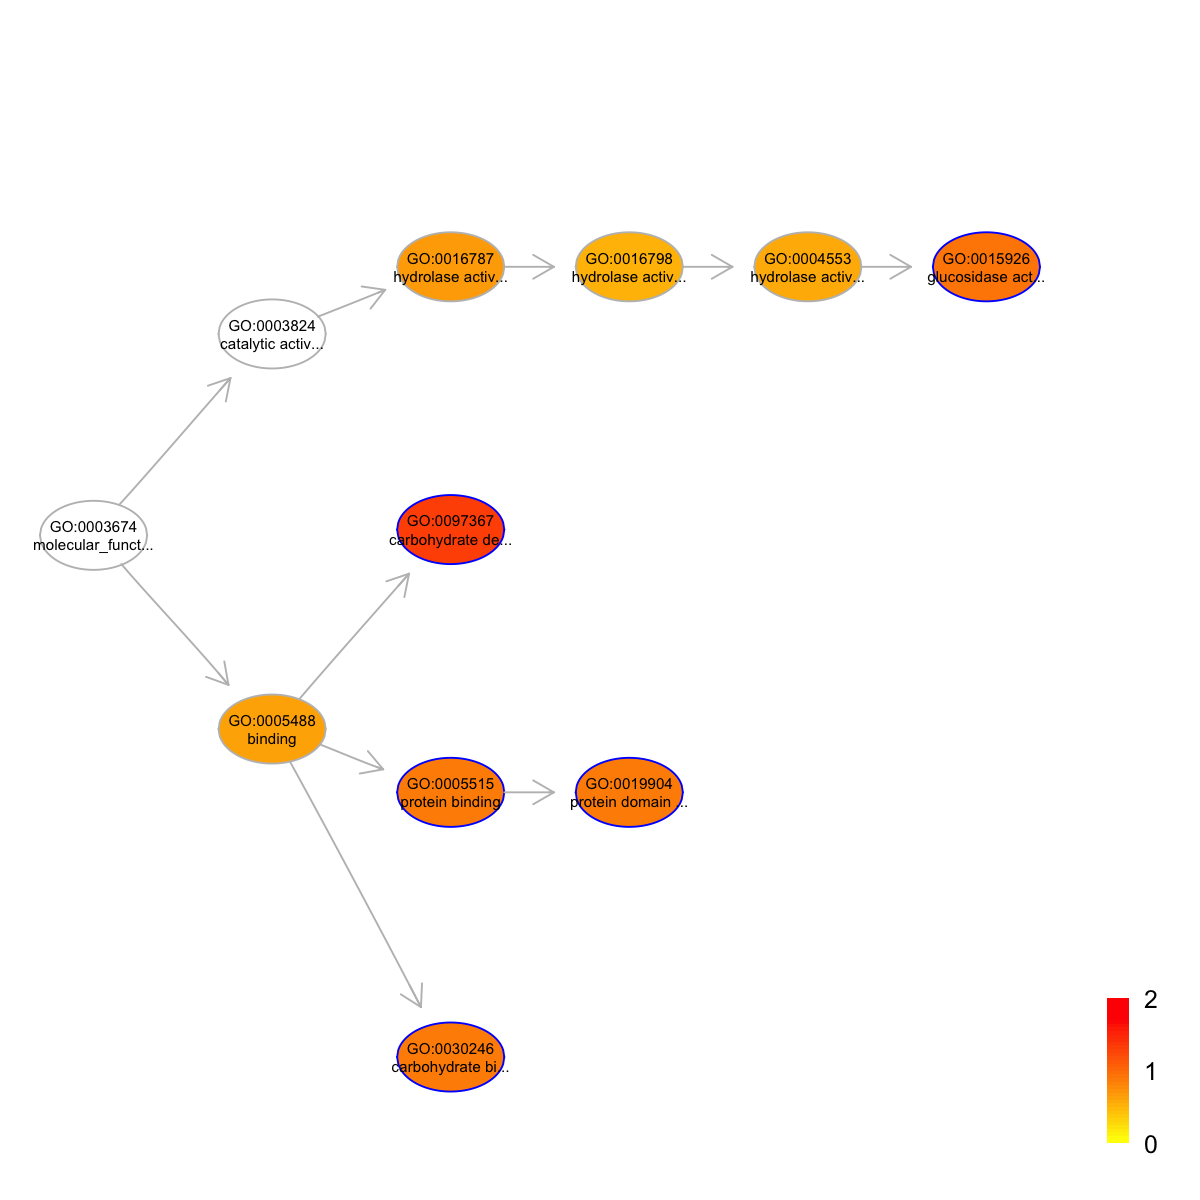 GO:0016787
hydrolase activ...
GO:0016798
hydrolase activ...
GO:0004553
hydrolase activ...
GO:0015926
glucosidase act...
GO:0003824
catalytic activ...
GO:0003674
molecular_funct...
GO:0097367
carbohydrate de...
GO:0005488
binding
GO:0005515
protein binding
GO:0019904
protein domain ...
GO:0030246
carbohydrate bi...
2
1
0